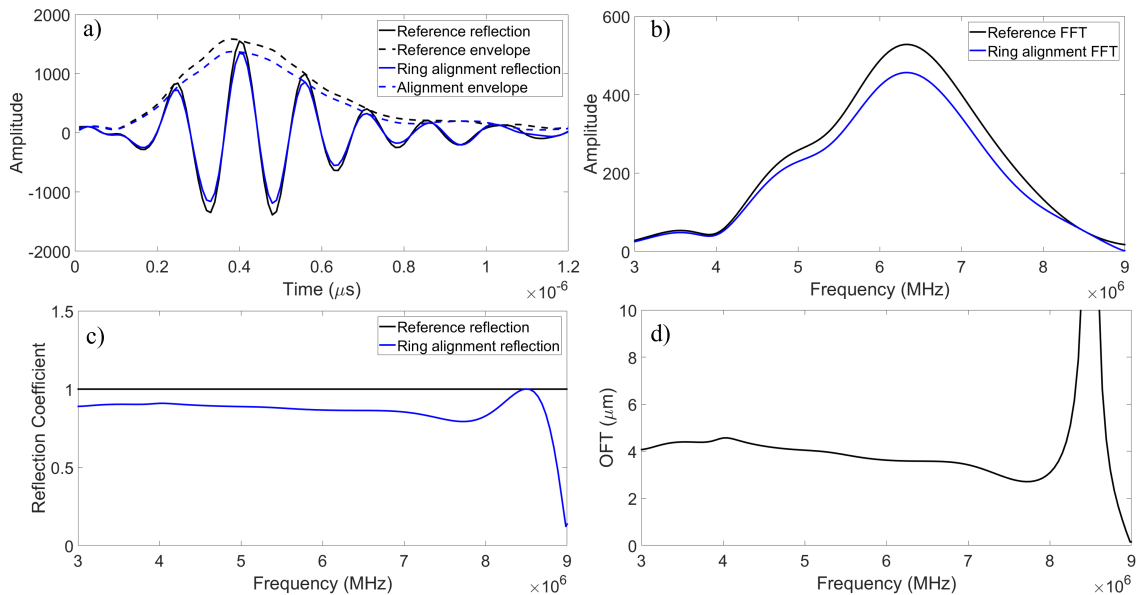 a)
2000
1000
0
-1000
-2000
Amplitude
Reference reflection
Reference envelope
Ring alignment reflection
Alignment envelope
0 0.2 0.4 0.6 0.8 1 1.2
Time (μs)
×10⁻⁶
b)
600
400
200
0
Amplitude
Reference FFT
Ring alignment FFT
3 4 5 6 7 8 9
Frequency (MHz)
×10⁶
c)
1.5
1
0.5
0
Reflection Coefficient
Reference reflection
Ring alignment reflection
3 4 5 6 7 8 9
Frequency (MHz)
×10⁶
d)
10
8
6
4
2
0
OFT (μm)
3 4 5 6 7 8 9
Frequency (MHz)
×10⁶